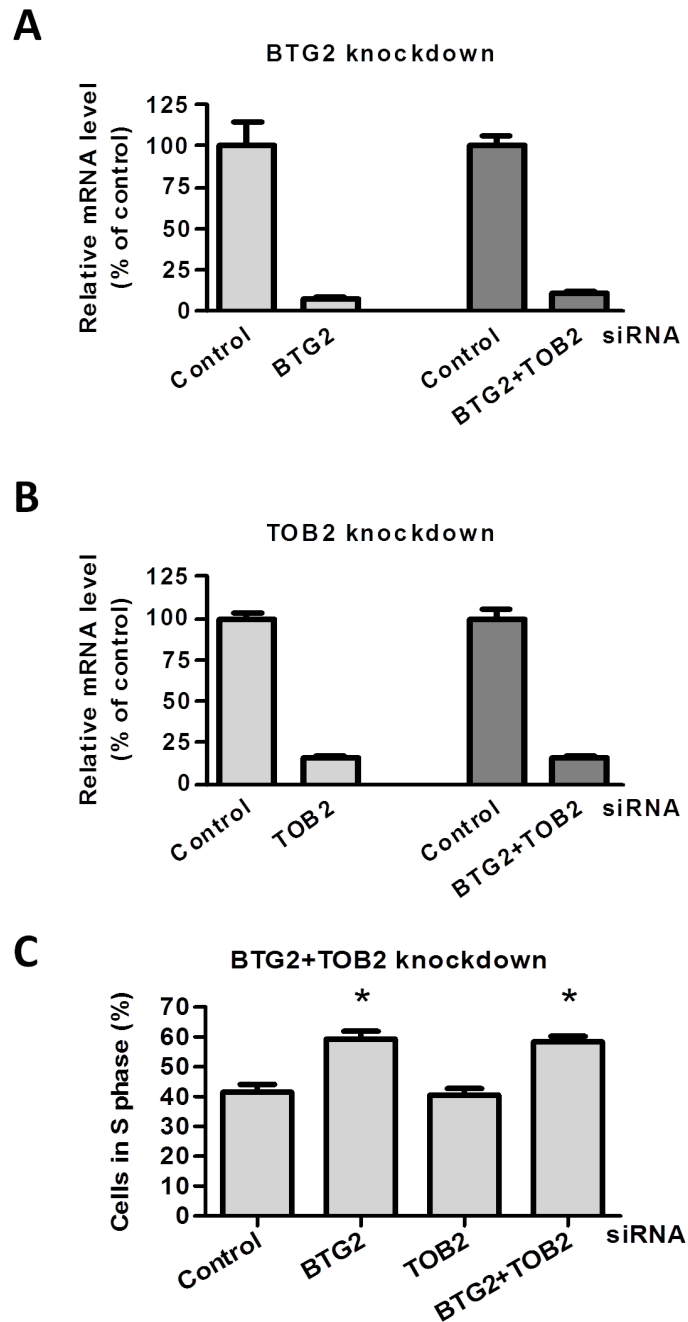 A
BTG2 knockdown
Relative mRNA level
(% of control)
125
100
75
50
25
0
Control
BTG2
Control
BTG2+TOB2
siRNA
B
TOB2 knockdown
Relative mRNA level
(% of control)
125
100
75
50
25
0
Control
TOB2
Control
BTG2+TOB2
siRNA
C
BTG2+TOB2 knockdown
Cells in S phase (%)
70
60
50
40
30
20
10
0
*
*
Control
BTG2
TOB2
BTG2+TOB2
siRNA